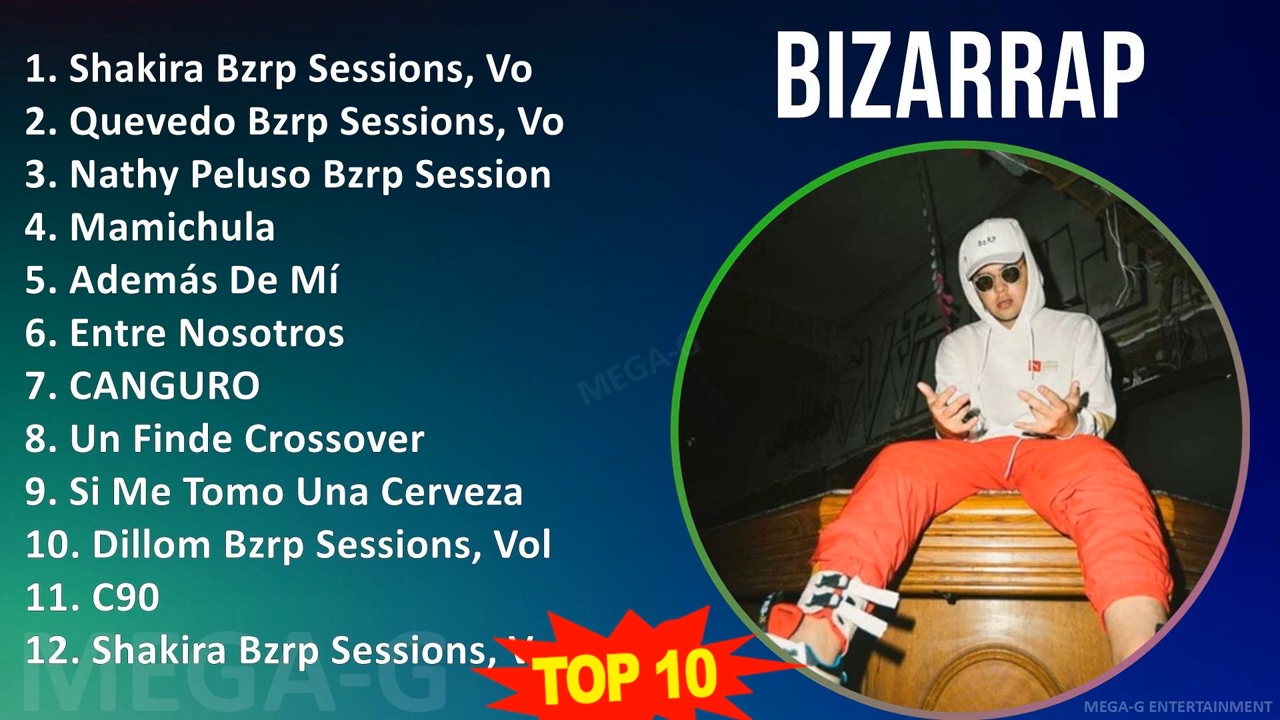 BIZARRAP
1. Shakira Bzrp Sessions, Vo
2. Quevedo Bzrp Sessions, Vo
3. Nathy Peluso Bzrp Session
4. Mamichula
5. Además De Mí
6. Entre Nosotros
7. CANGURO
8. Un Finde Crossover
9. Si Me Tomo Una Cerveza
10. Dillom Bzrp Sessions, Vol
11. C90
12. Shakira Bzrp Sessions, V
TOP 10
MEGA-G
MEGA-G
MEGA-G ENTERTAINMENT